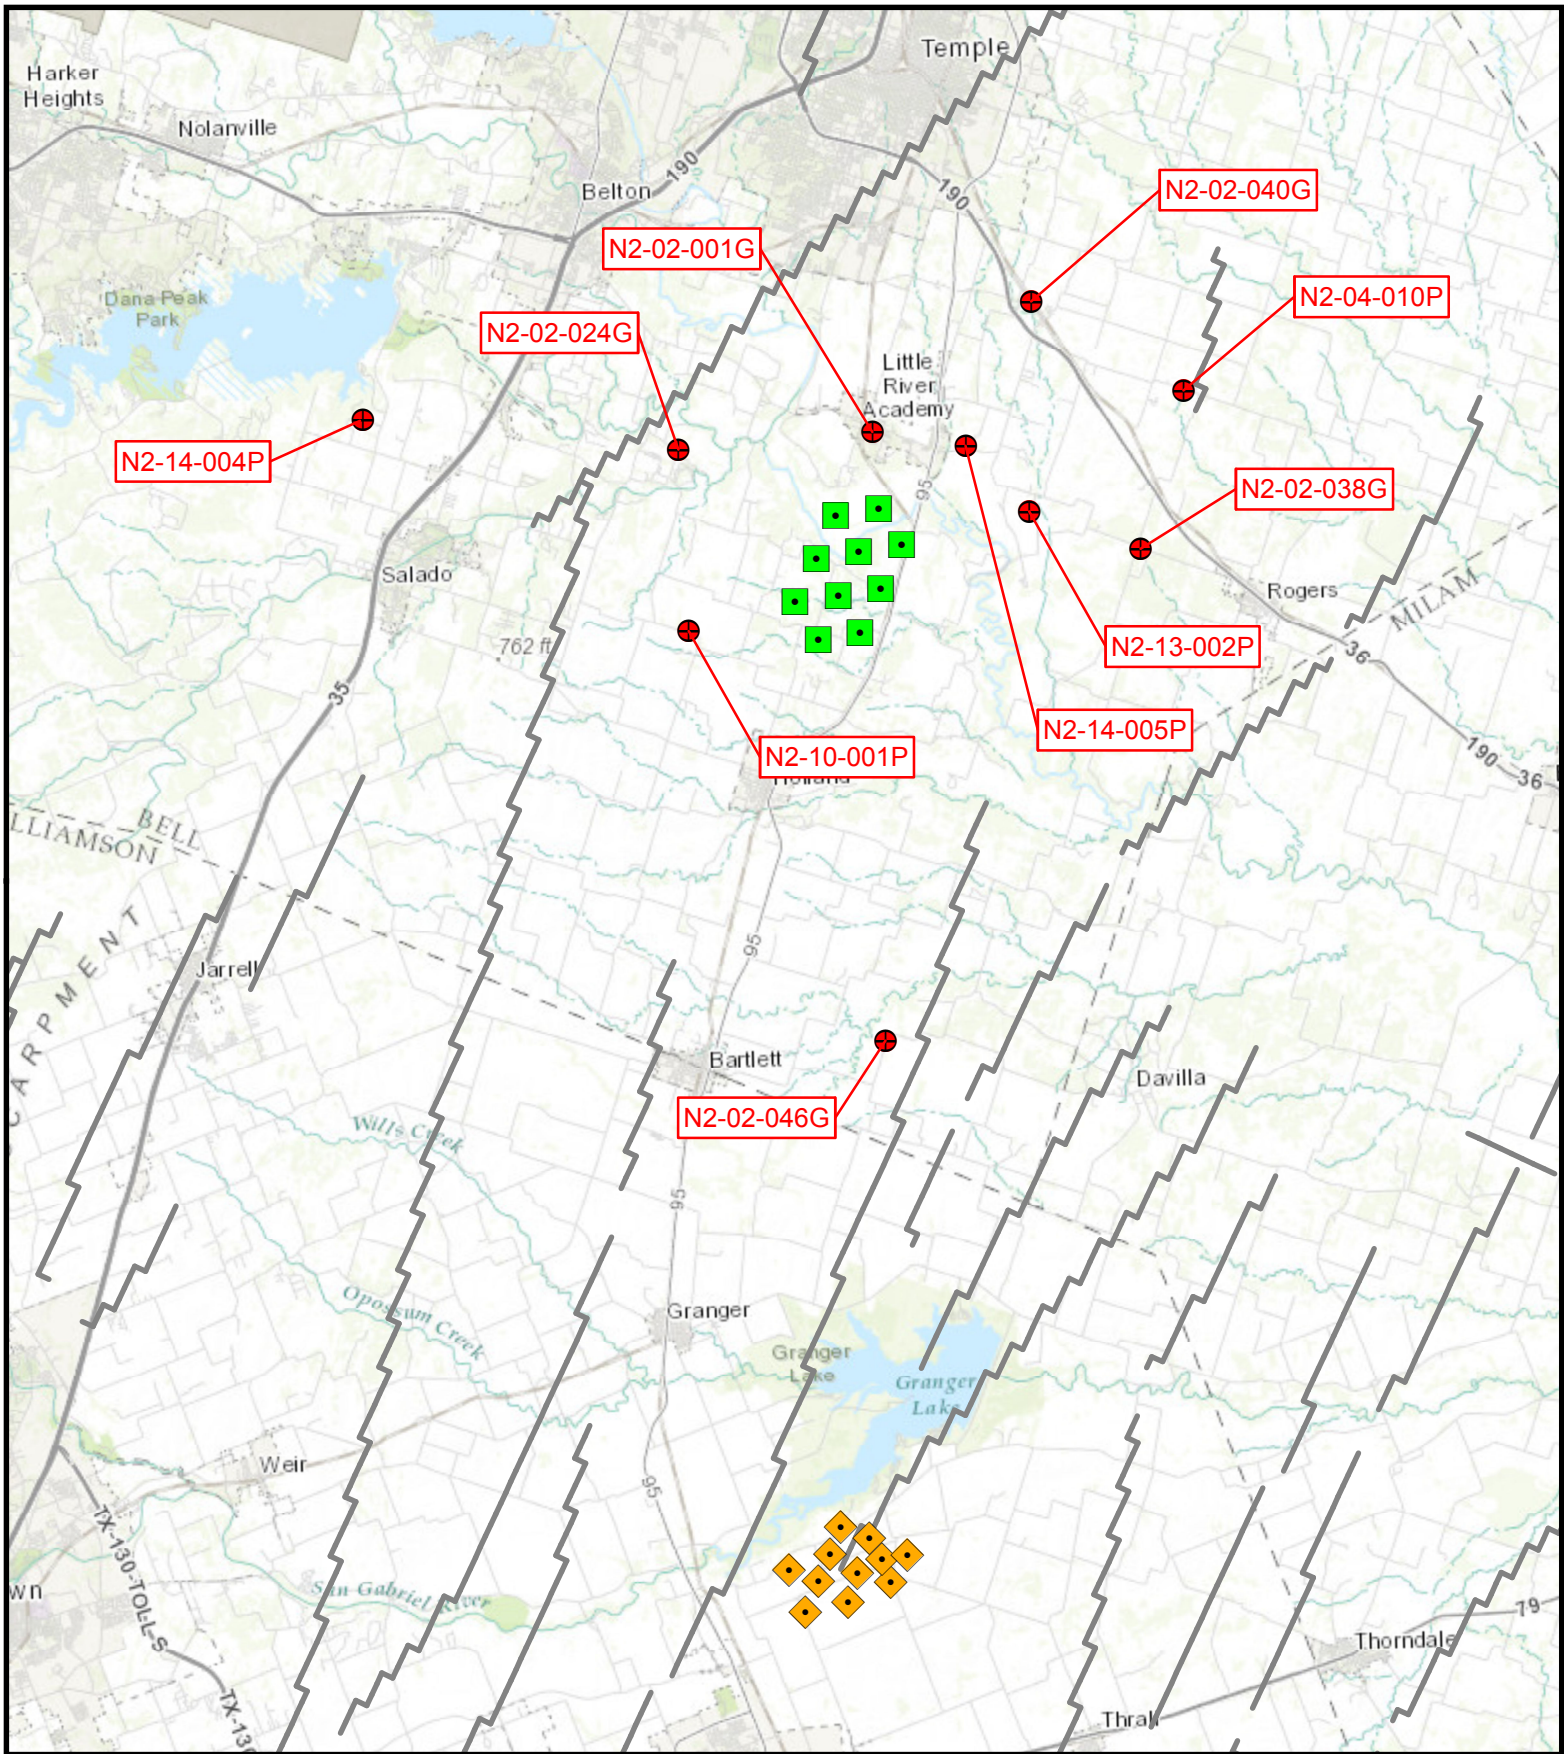 Temple
Harker
Heights
Nolanville
190
Belton
N2-02-040G
190
N2-02-001G
Dana Peak
Park
N2-04-010P
N2-02-024G
Little
River
Academy
N2-14-004P
N2-02-038G
95
Salado
Rogers
MILAM
762 ft
N2-13-002P
36
35
N2-14-005P
N2-10-001P
Holland
190
36
BELL
LLIAMSON
95
CARPMENT
Jarrell
Bartlett
Davilla
N2-02-046G
Wills Creek
95
Opossum Creek
Granger
Granger
Lake
Granger
Lake
Weir
95
TX-130-TOLL-S
wn
San Gabriel River
79
Thorndale
TX-130
Thrall